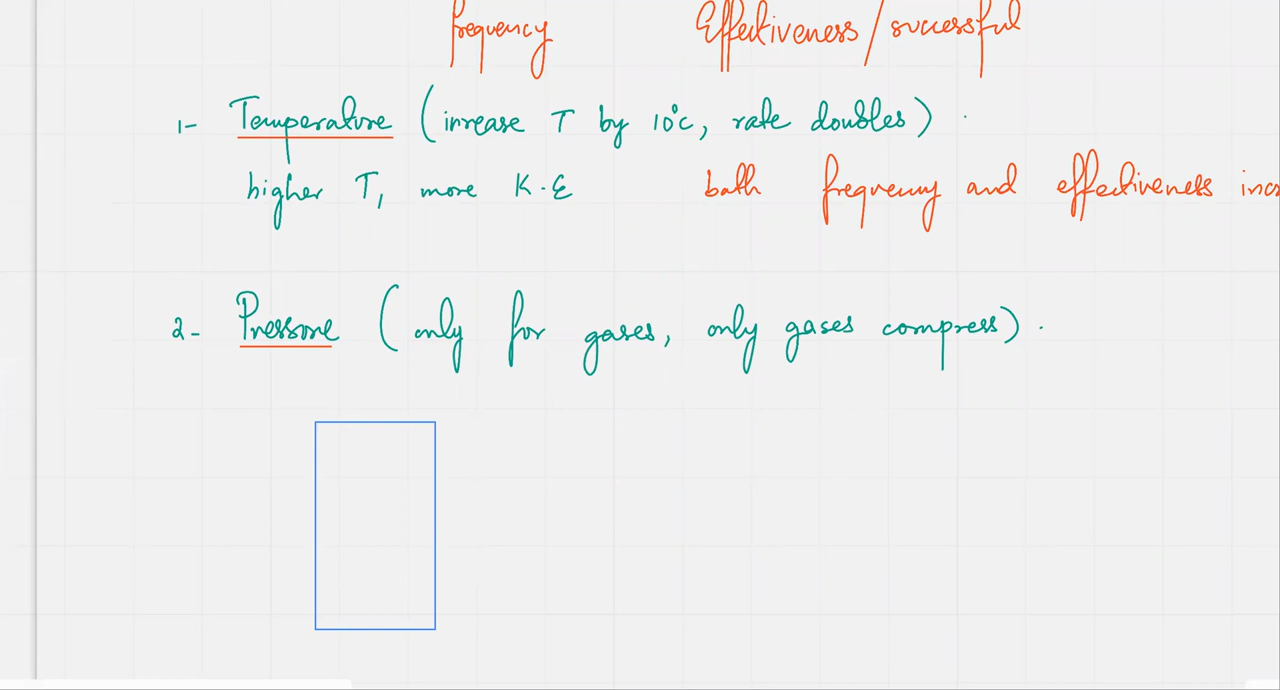 frequency Effectiveness/successful
1- Temperature (increase T by 10°c, rate doubles).
higher T, more K.E both frequency and effectiveness incr
2- Pressure (only for gases, only gases compress).